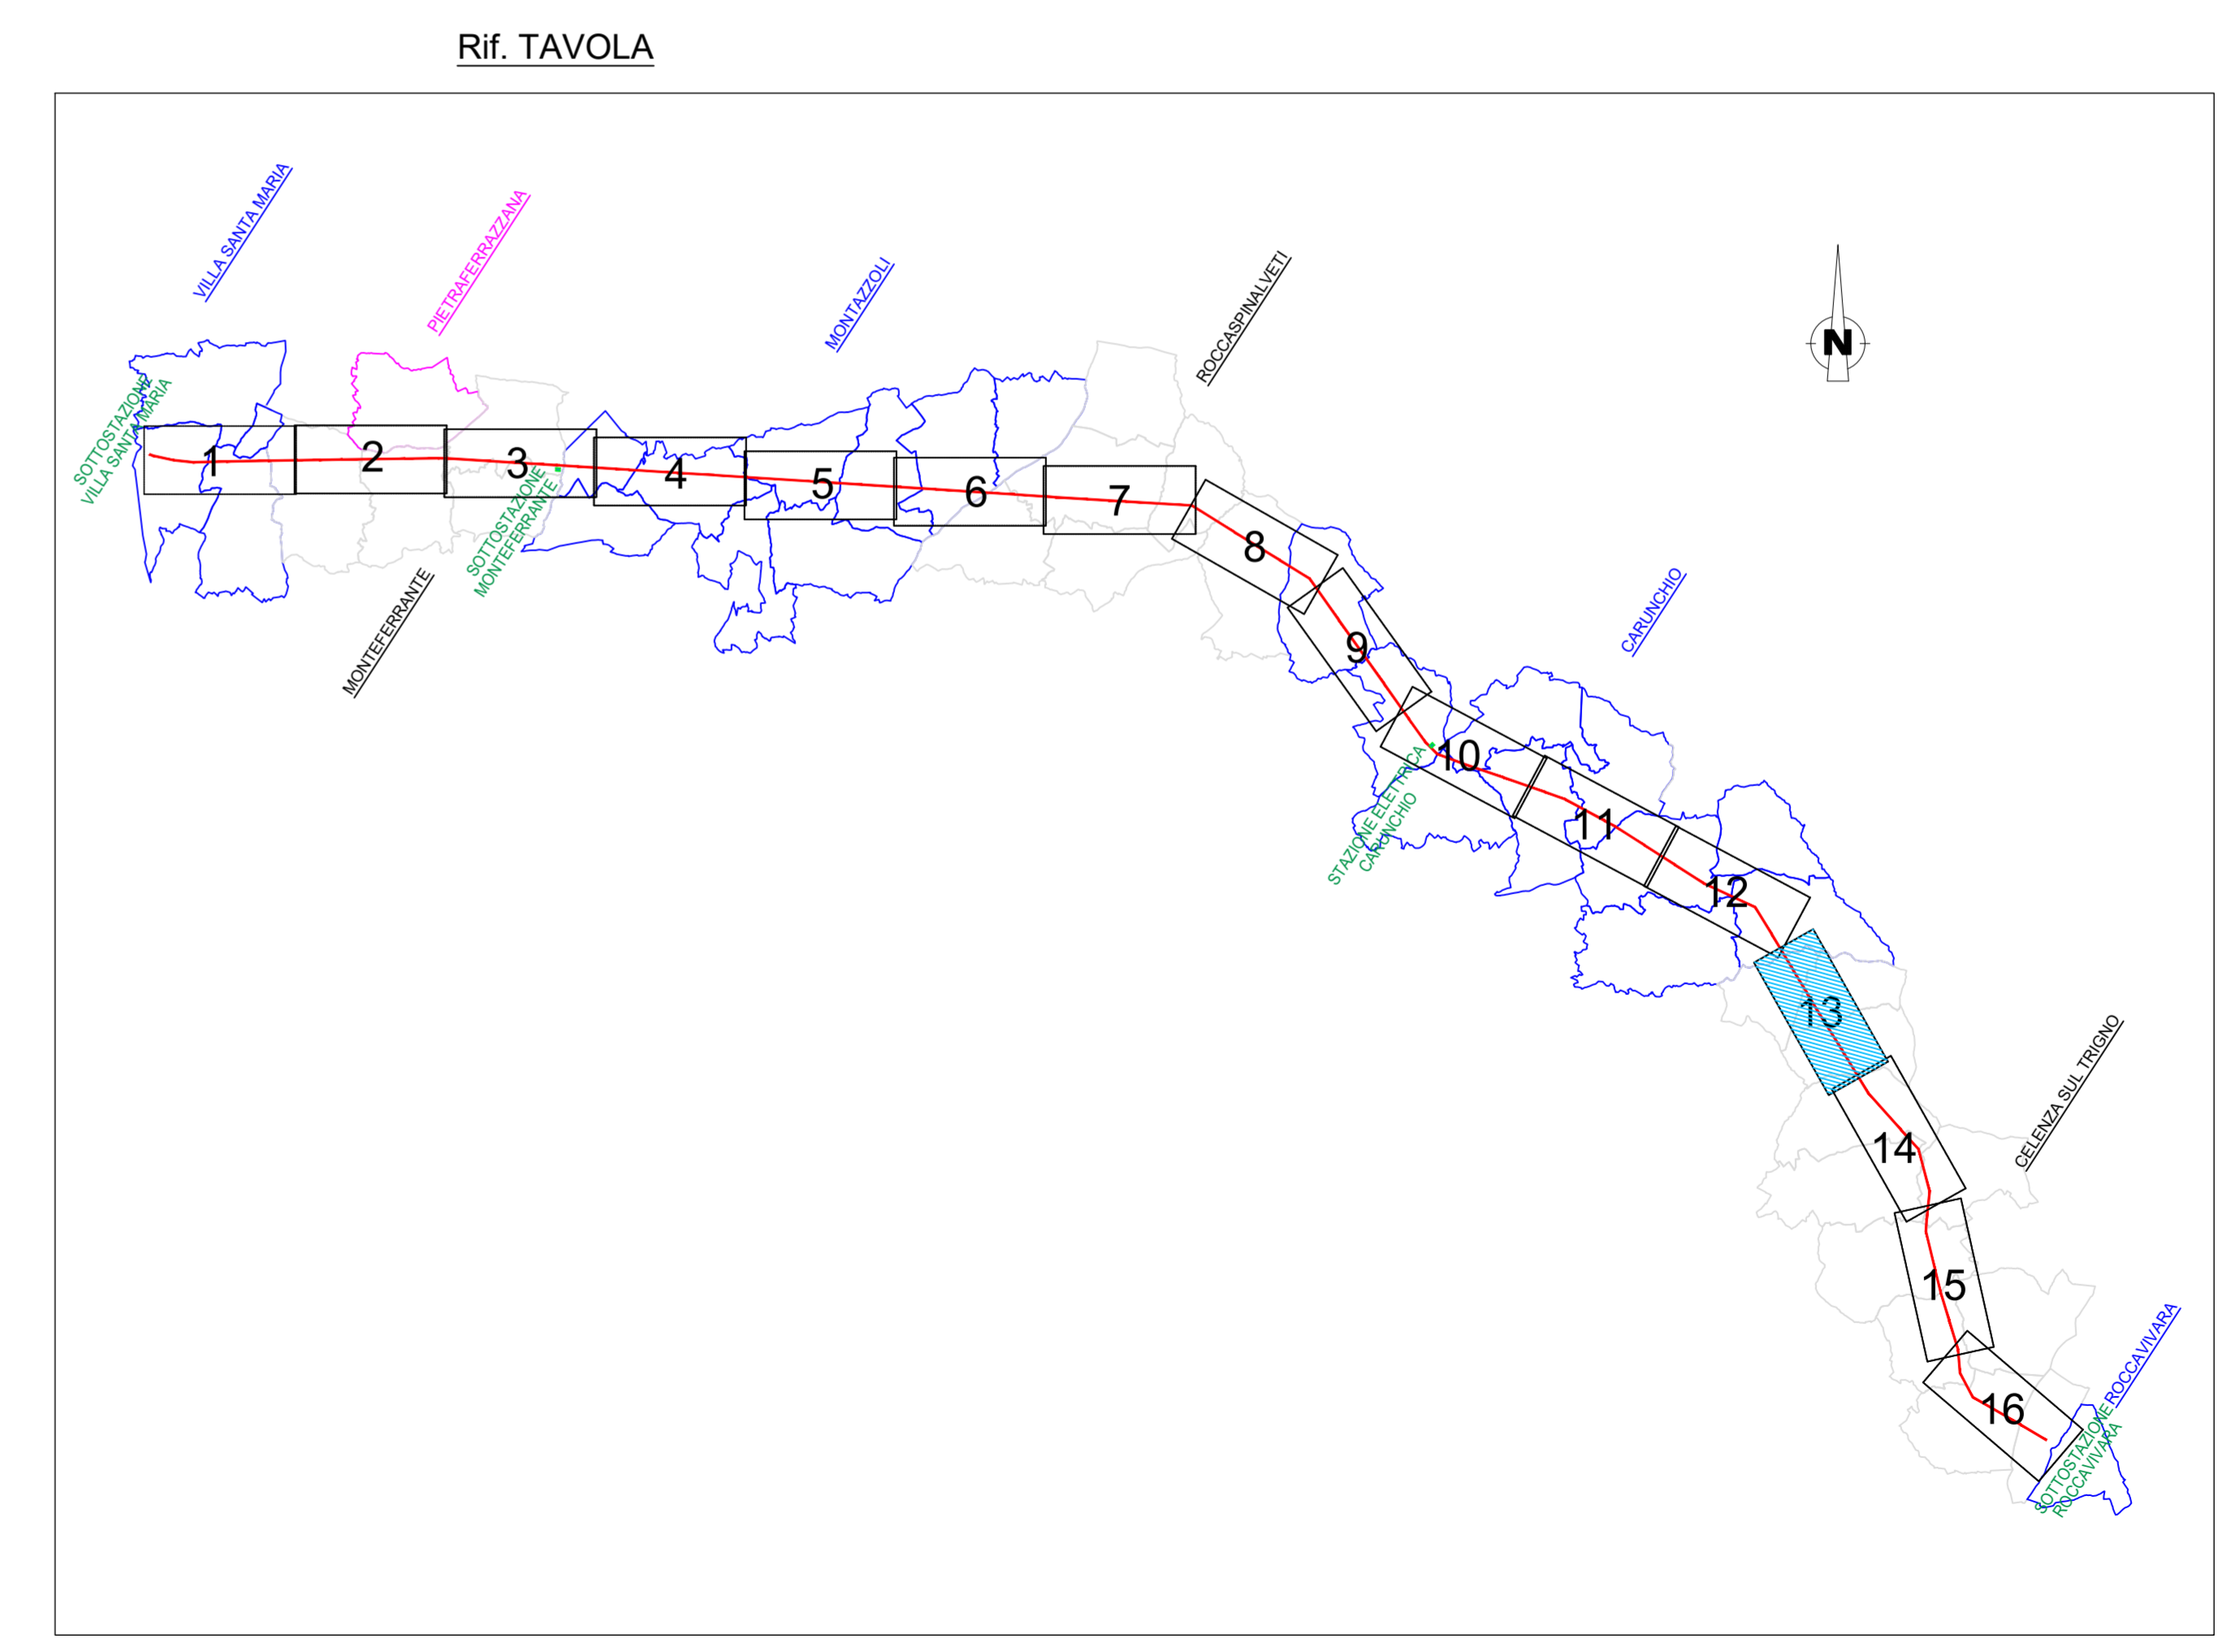 Rif. TAVOLA
VILLA SANTA MARIA
PIETRAFERRAZZANA
MONTAZZOLI
ROCCASPINALVETI
N
SOTTOSTAZIONE
VILLA SANTA MARIA
1
2
3
4
5
6
7
8
SOTTOSTAZIONE
MONTEFERRANTE
MONTEFERRANTE
9
CARUNCHIO
10
STAZIONE ELETTRICA
CARUNCHIO
11
12
13
CELENZA SUL TRIGNO
14
15
ROCCAVIVARA
16
SOTTOSTAZIONE
ROCCAVIVARA